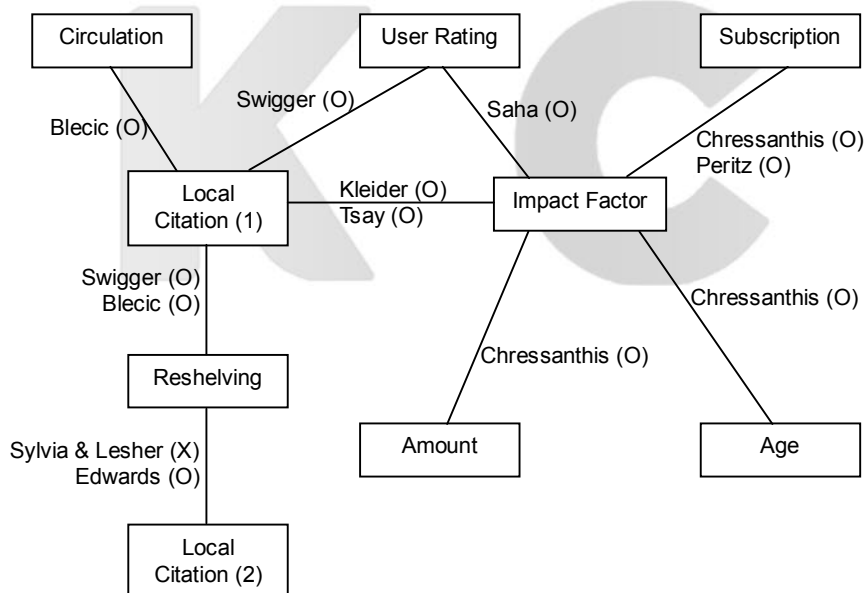 Circulation
User Rating
Subscription
Swigger (O)
Blecic (O)
Saha (O)
Chressanthis (O)
Peritz (O)
Local
Citation (1)
Kleider (O)
Tsay (O)
Impact Factor
Swigger (O)
Blecic (O)
Chressanthis (O)
Chressanthis (O)
Reshelving
Sylvia & Lesher (X)
Edwards (O)
Amount
Age
Local
Citation (2)
KC